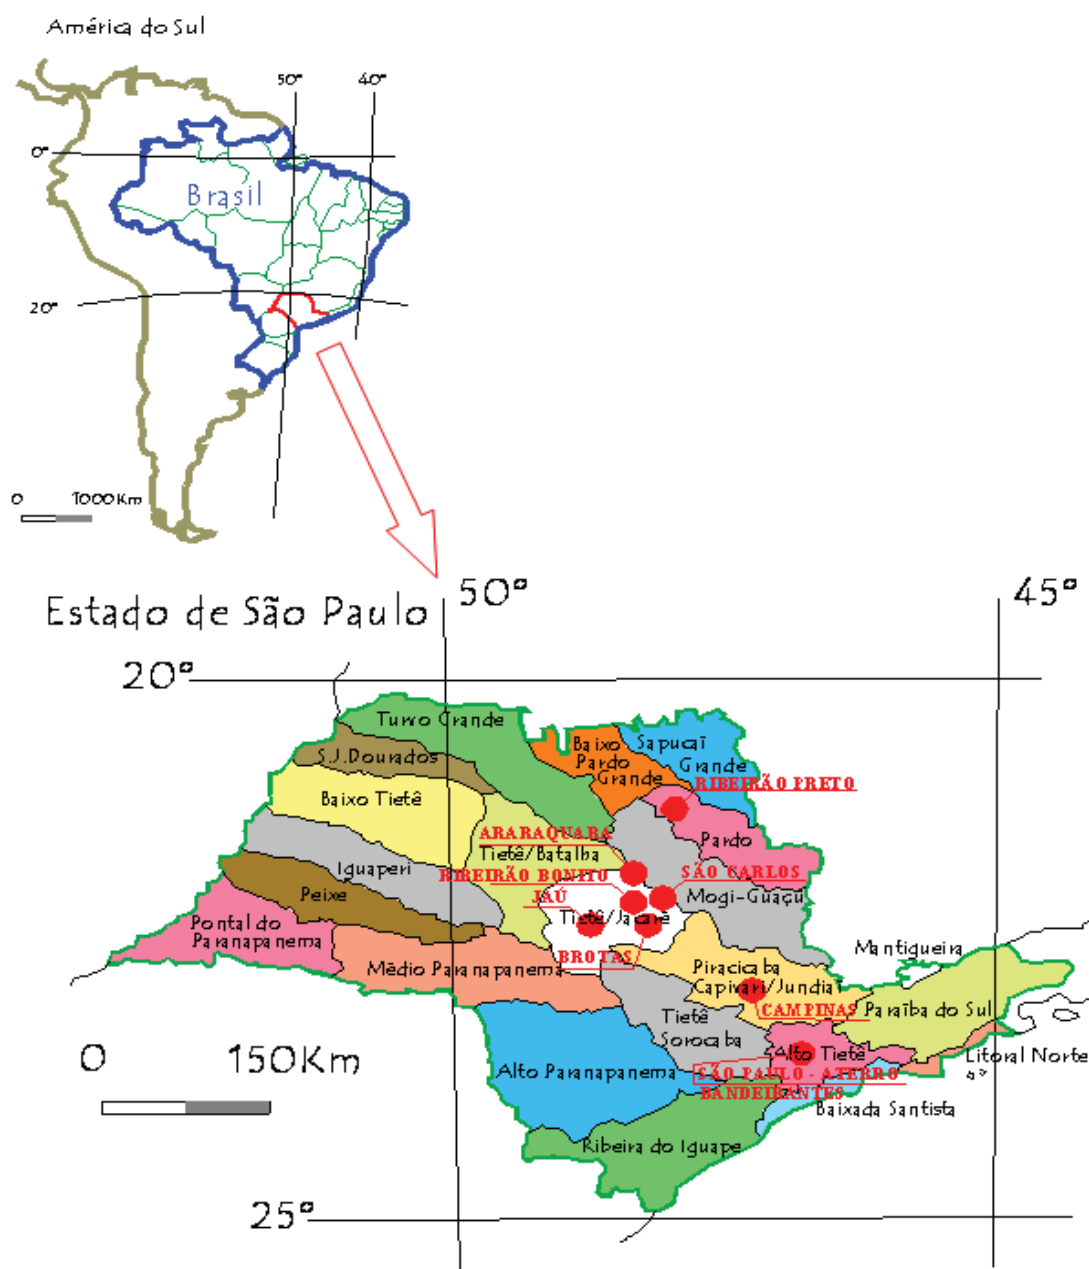 América do Sul
50°
40°
0°
Brasil
20°
0
1000Km
50°
45°
Estado de São Paulo
20°
Turvo Grande
Baixo
Pardo
Grande
Sapucaí
Grande
S.J.Dourados
RIBEIRÃO PRETO
Baixo Tietê
ARARAQUARA
Pardo
Tietê/Batalha
Iguaperi
RIBEIRÃO BONITO
SÃO CARLOS
Peixe
JAÚ
Mogi-Guaçú
Pontal do
Paranapanema
Tietê/Jacaré
Mantigueira
BROTAS
Médio Paranapanema
Piracicaba
Capivari/Jundiaí
CAMPINAS
Paraíba do Sul
Tietê
Sorocaba
0
150Km
Alto Tietê
Litoral Norte
Alto Paranapanema
SÃO PAULO - ATERRO
BANDEIRANTES
Baixada Santista
Ribeira do Iguape
25°